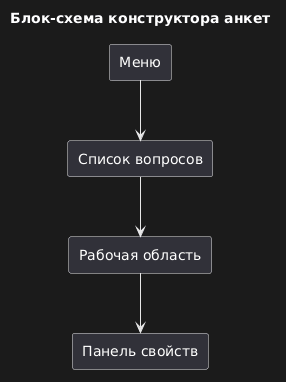 Блок-схема конструктора анкет
Меню
Список вопросов
Рабочая область
Панель свойств